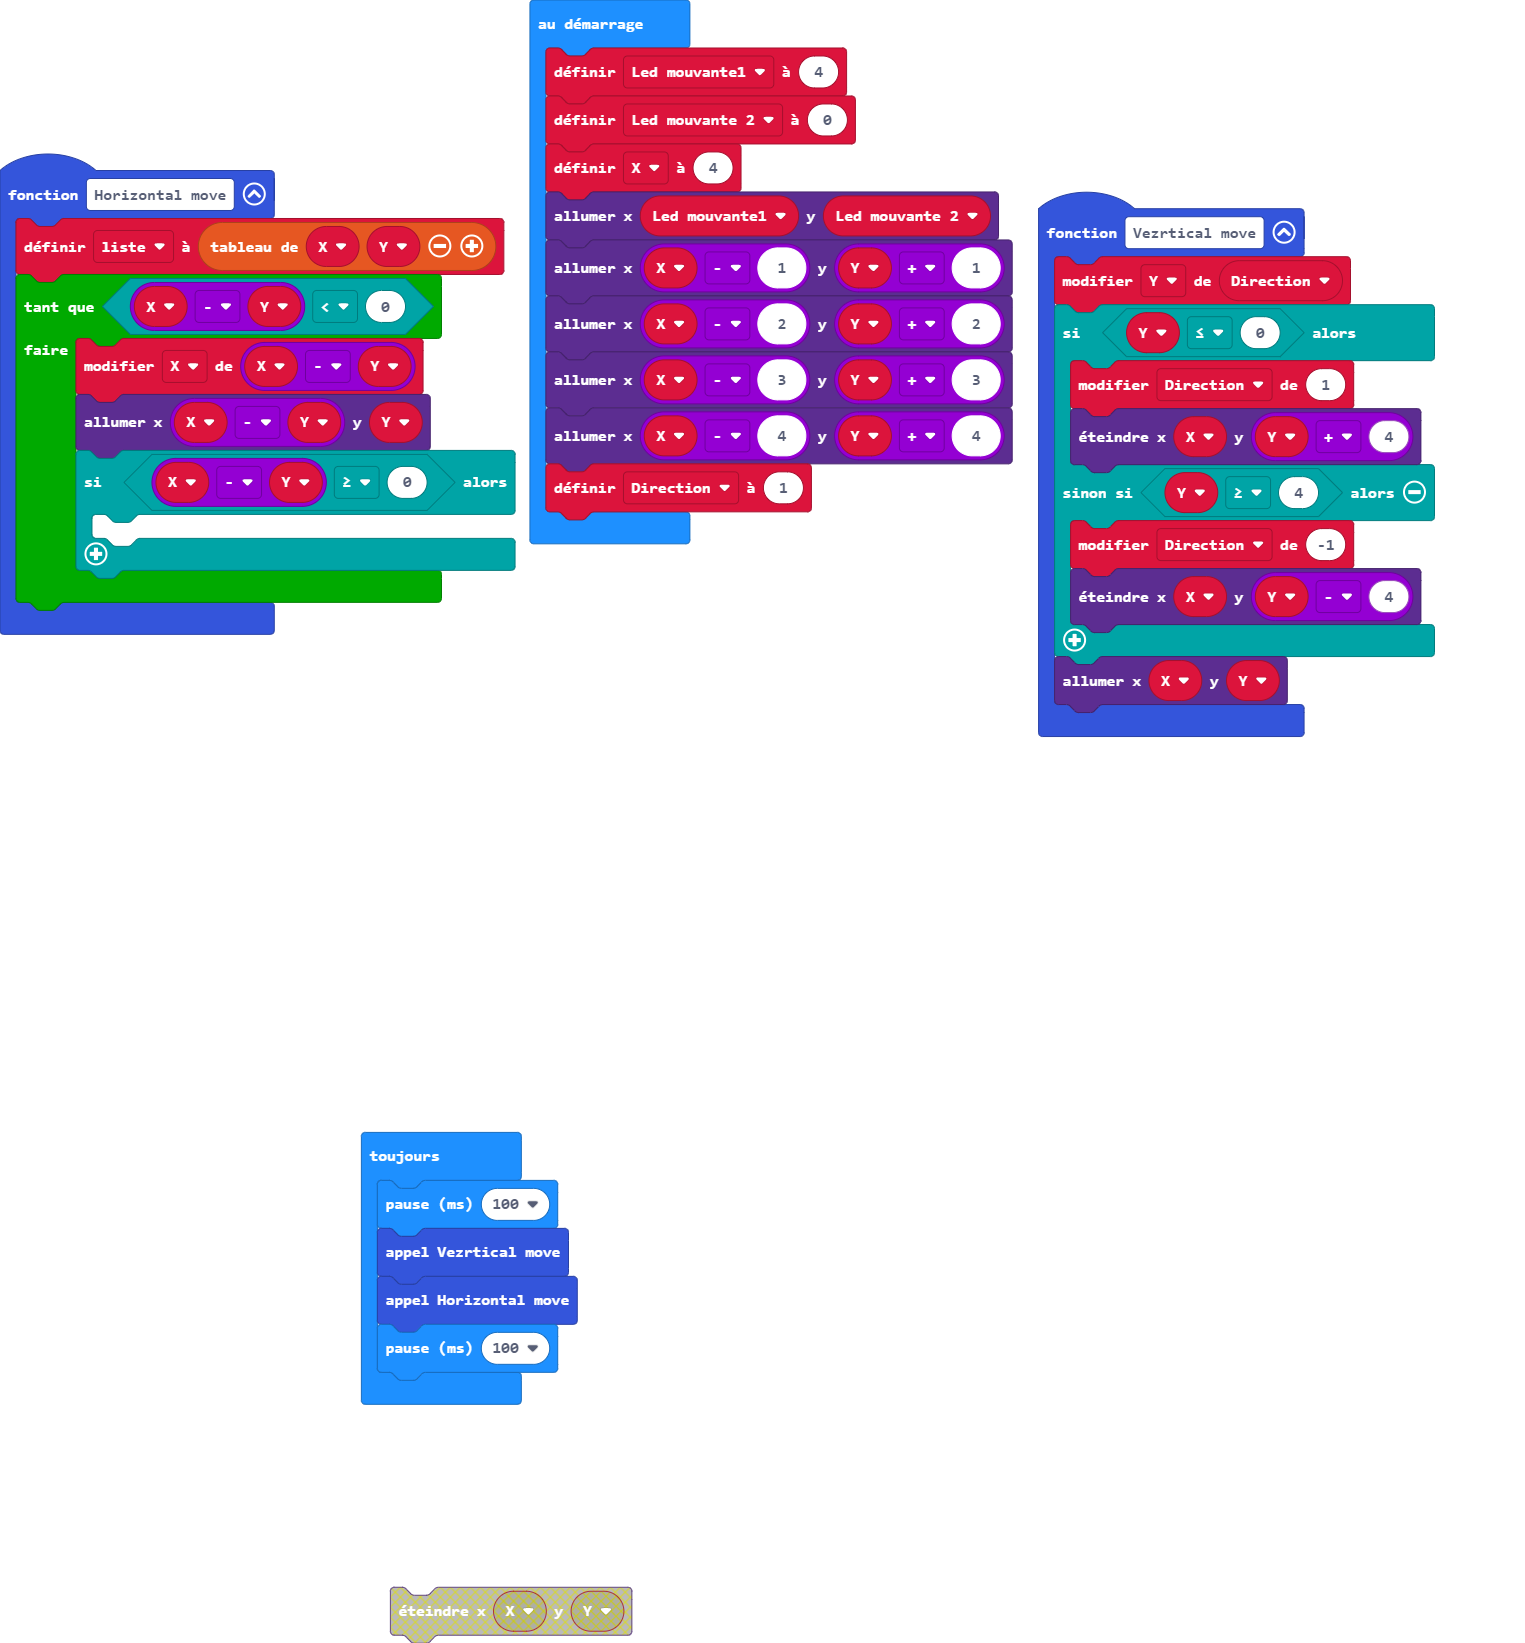 au démarrage
définir Led mouvante1 à 4
définir Led mouvante 2 à 0
définir X à 4
allumer x Led mouvante1 y Led mouvante 2
allumer x X - 1 y Y + 1
allumer x X - 2 y Y + 2
allumer x X - 3 y Y + 3
allumer x X - 4 y Y + 4
définir Direction à 1
fonction Horizontal move
définir liste à tableau de X Y
tant que X - Y < 0
faire
modifier X de X - Y
allumer x X - Y y Y
si X - Y ≥ 0 alors
fonction Vezrtical move
modifier Y de Direction
si Y ≤ 0 alors
modifier Direction de 1
éteindre x X y Y + 4
sinon si Y ≥ 4 alors
modifier Direction de -1
éteindre x X y Y - 4
allumer x X y Y
toujours
pause (ms) 100
appel Vezrtical move
appel Horizontal move
pause (ms) 100
éteindre x X y Y